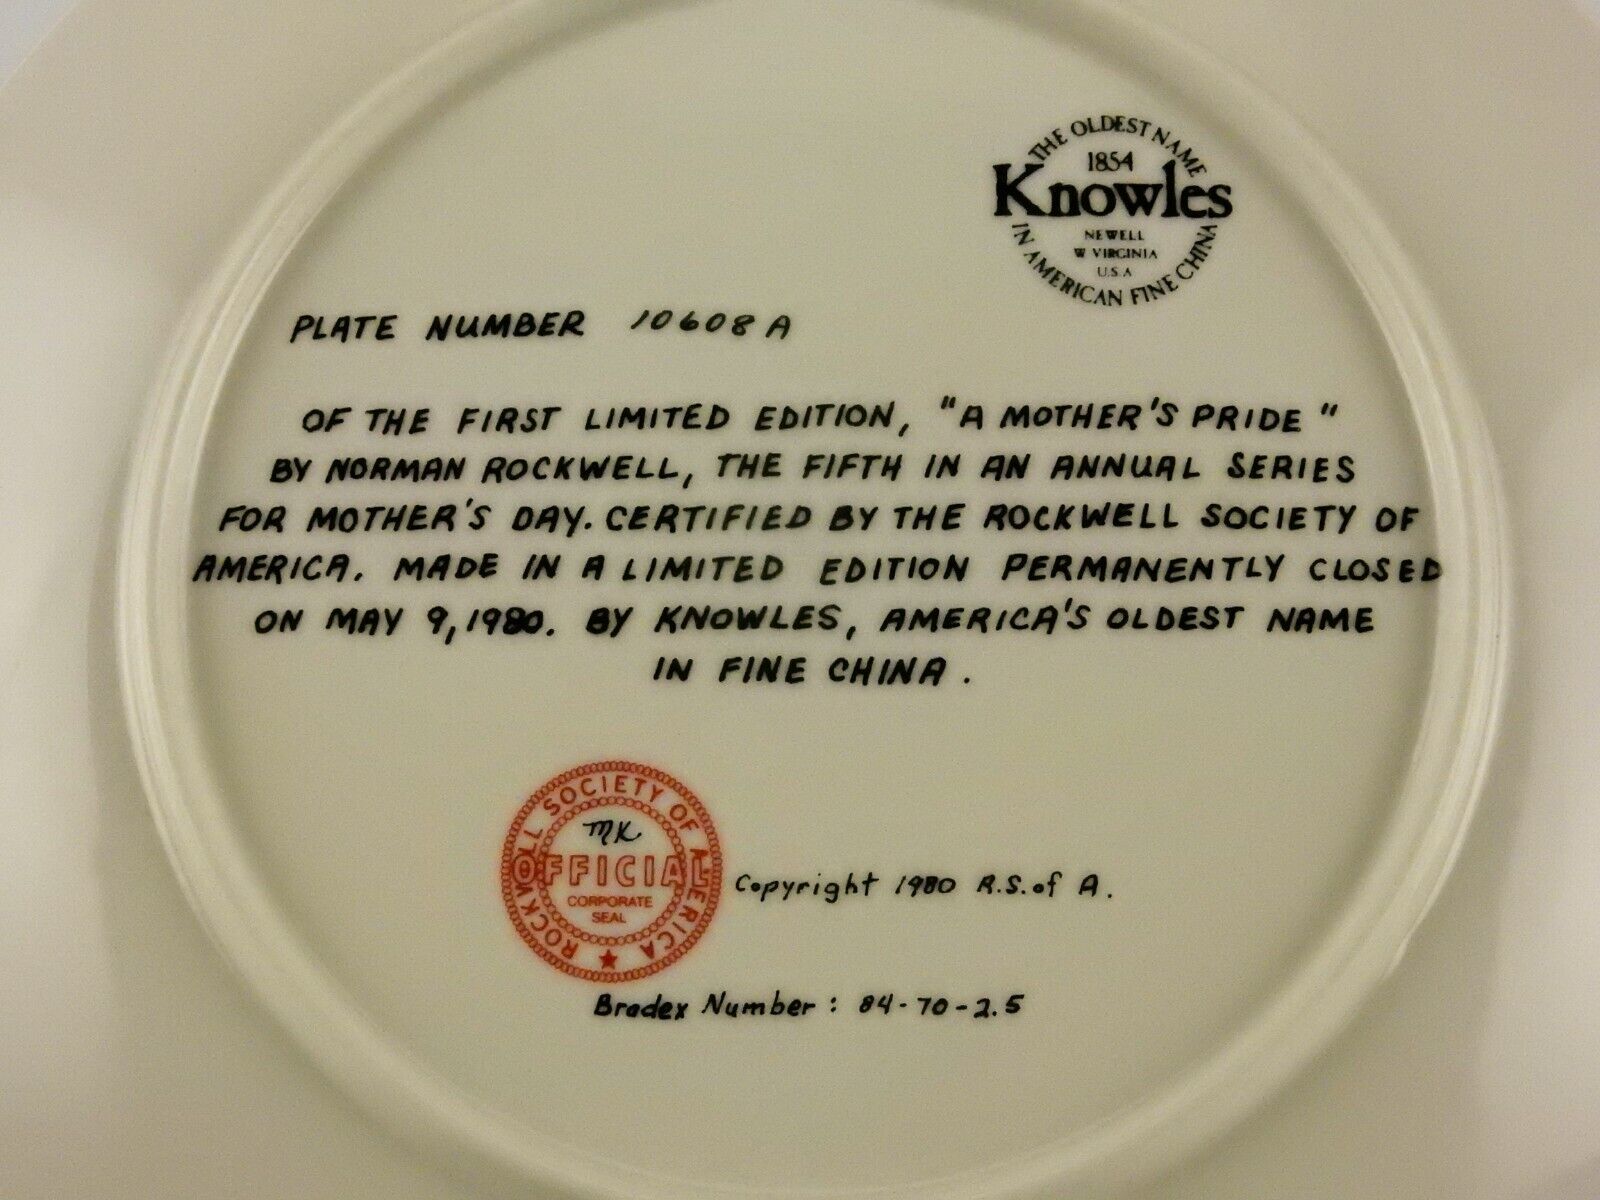 THE OLDEST NAME
1854
Knowles
NEWELL
W VIRGINIA
U.S.A
IN AMERICAN FINE CHINA
PLATE NUMBER 10608A
OF THE FIRST LIMITED EDITION, "A MOTHER'S PRIDE"
BY NORMAN ROCKWELL, THE FIFTH IN AN ANNUAL SERIES
FOR MOTHER'S DAY. CERTIFIED BY THE ROCKWELL SOCIETY OF
AMERICA. MADE IN A LIMITED EDITION PERMANENTLY CLOSED
ON MAY 9, 1980. BY KNOWLES, AMERICA'S OLDEST NAME
IN FINE CHINA.
ROCKWELL SOCIETY OF AMERICA
MK
OFFICIAL
CORPORATE
SEAL
Copyright 1980 R.S. of A.
Bradex Number: 84-70-2.5